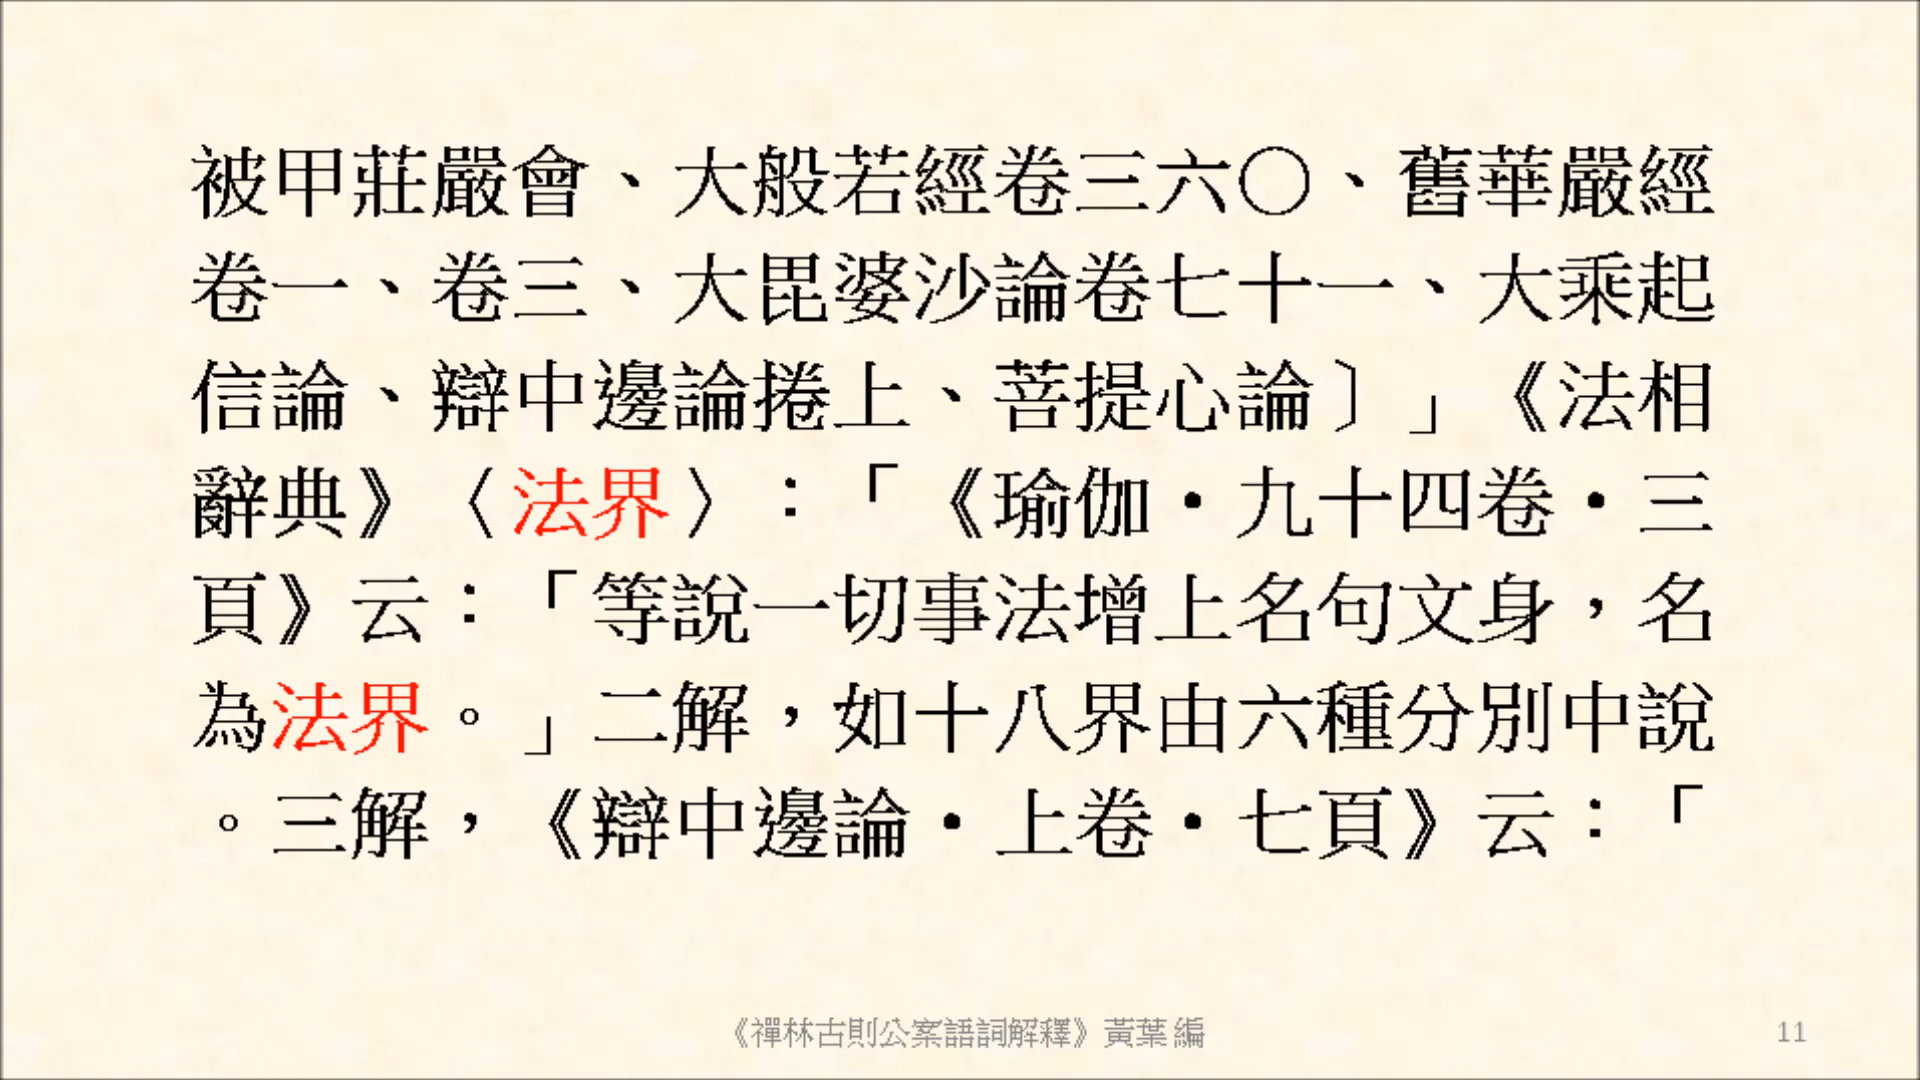 被甲莊嚴會、大般若經卷三六〇、舊華嚴經
卷一、卷三、大毘婆沙論卷七十一、大乘起
信論、辯中邊論捲上、菩提心論〕」《法相
辭典》〈法界〉：「《瑜伽‧九十四卷‧三
頁》云：「等說一切事法增上名句文身，名
為法界。」二解，如十八界由六種分別中說
。三解，《辯中邊論‧上卷‧七頁》云：「
《禪林古則公案語詞解釋》黃葉 編
11